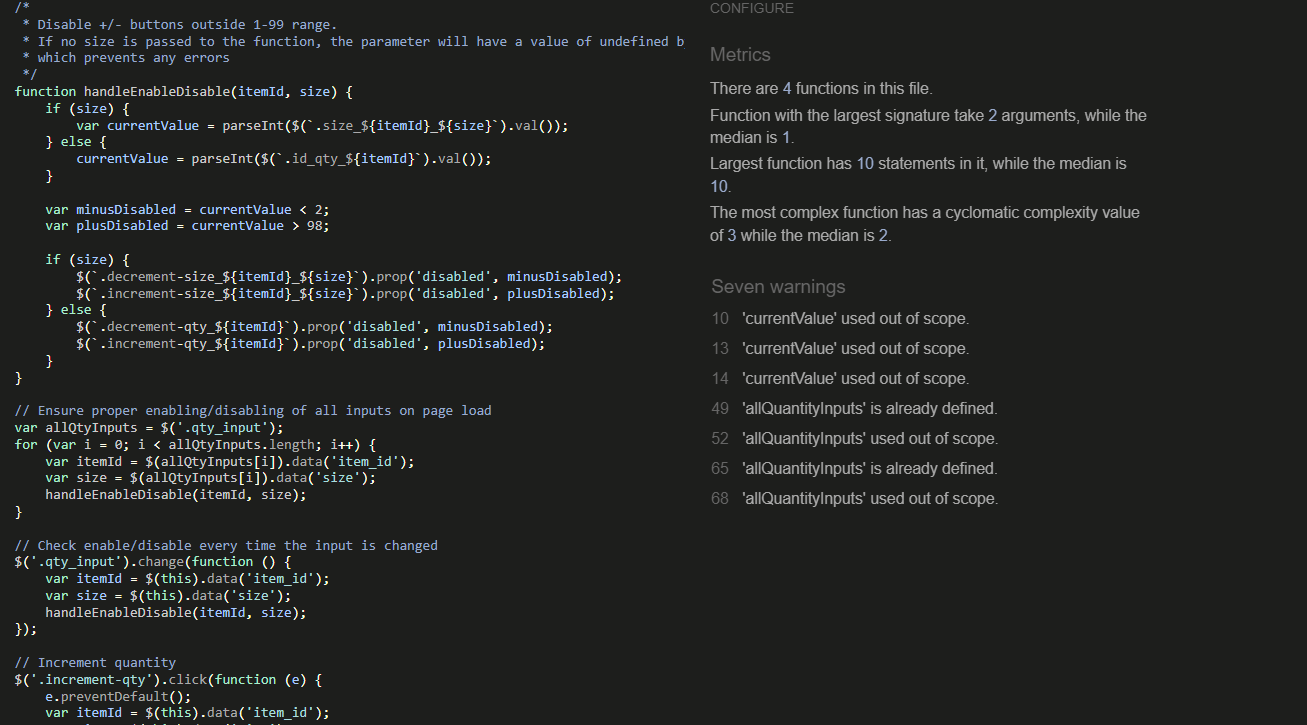 /*
 * Disable +/- buttons outside 1-99 range.
 * If no size is passed to the function, the parameter will have a value of undefined b
 * which prevents any errors
 */
function handleEnableDisable(itemId, size) {
    if (size) {
        var currentValue = parseInt($(`.size_${itemId}_${size}`).val());
    } else {
        currentValue = parseInt($(`.id_qty_${itemId}`).val());
    }

    var minusDisabled = currentValue < 2;
    var plusDisabled = currentValue > 98;

    if (size) {
        $(`.decrement-size_${itemId}_${size}`).prop('disabled', minusDisabled);
        $(`.increment-size_${itemId}_${size}`).prop('disabled', plusDisabled);
    } else {
        $(`.decrement-qty_${itemId}`).prop('disabled', minusDisabled);
        $(`.increment-qty_${itemId}`).prop('disabled', plusDisabled);
    }
}

// Ensure proper enabling/disabling of all inputs on page load
var allQtyInputs = $('.qty_input');
for (var i = 0; i < allQtyInputs.length; i++) {
    var itemId = $(allQtyInputs[i]).data('item_id');
    var size = $(allQtyInputs[i]).data('size');
    handleEnableDisable(itemId, size);
}

// Check enable/disable every time the input is changed
$('.qty_input').change(function () {
    var itemId = $(this).data('item_id');
    var size = $(this).data('size');
    handleEnableDisable(itemId, size);
});

// Increment quantity
$('.increment-qty').click(function (e) {
    e.preventDefault();
    var itemId = $(this).data('item_id');
CONFIGURE
Metrics
There are 4 functions in this file.
Function with the largest signature take 2 arguments, while the
median is 1.
Largest function has 10 statements in it, while the median is
10.
The most complex function has a cyclomatic complexity value
of 3 while the median is 2.
Seven warnings
10 'currentValue' used out of scope.
13 'currentValue' used out of scope.
14 'currentValue' used out of scope.
49 'allQuantityInputs' is already defined.
52 'allQuantityInputs' used out of scope.
65 'allQuantityInputs' is already defined.
68 'allQuantityInputs' used out of scope.